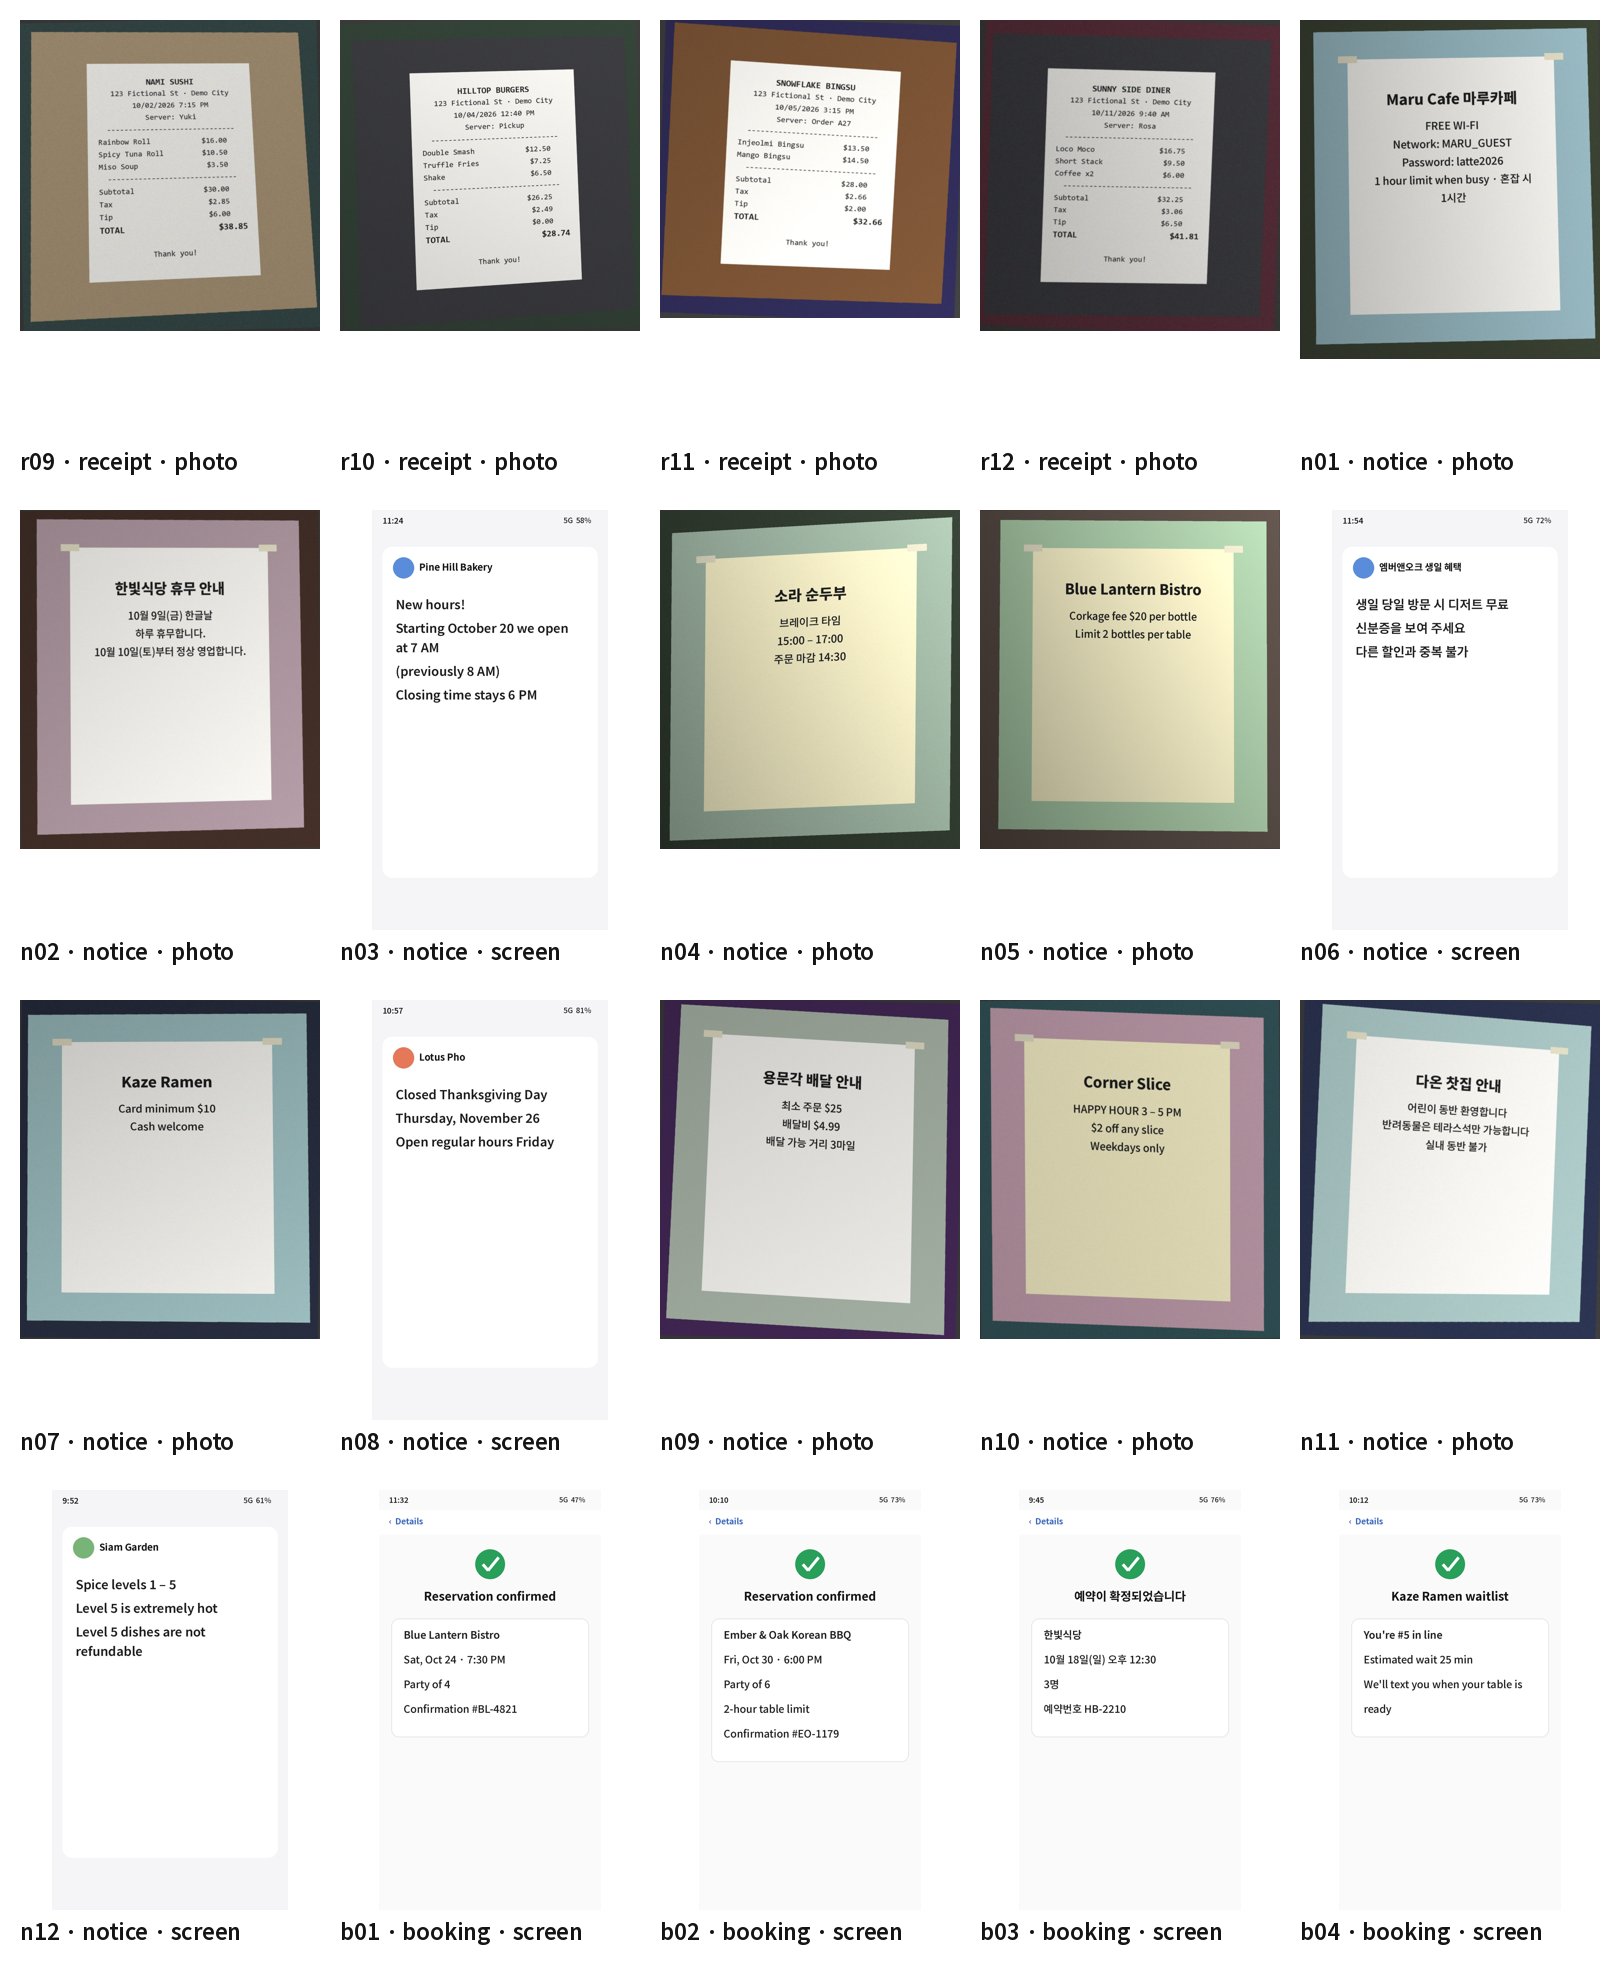 NAMI SUSHI
123 Fictional St · Demo City
10/02/2026 7:15 PM
Server: Yuki
Rainbow Roll $16.00
Spicy Tuna Roll $10.50
Miso Soup $3.50
Subtotal $30.00
Tax $2.85
Tip $6.00
TOTAL $38.85
Thank you!
r09 · receipt · photo
HILLTOP BURGERS
123 Fictional St · Demo City
10/04/2026 12:40 PM
Server: Pickup
Double Smash $12.50
Truffle Fries $7.25
Shake $6.50
Subtotal $26.25
Tax $2.49
Tip $0.00
TOTAL $28.74
Thank you!
r10 · receipt · photo
SNOWFLAKE BINGSU
123 Fictional St · Demo City
10/05/2026 3:15 PM
Server: Order A27
Injeolmi Bingsu $13.50
Mango Bingsu $14.50
Subtotal $28.00
Tax $2.66
Tip $2.00
TOTAL $32.66
Thank you!
r11 · receipt · photo
SUNNY SIDE DINER
123 Fictional St · Demo City
10/11/2026 9:40 AM
Server: Rosa
Loco Moco $16.75
Short Stack $9.50
Coffee x2 $6.00
Subtotal $32.25
Tax $3.06
Tip $6.50
TOTAL $41.81
Thank you!
r12 · receipt · photo
Maru Cafe 마루카페
FREE WI-FI
Network: MARU_GUEST
Password: latte2026
1 hour limit when busy · 혼잡 시
1시간
n01 · notice · photo
한빛식당 휴무 안내
10월 9일(금) 한글날
하루 휴무합니다.
10월 10일(토)부터 정상 영업합니다.
n02 · notice · photo
11:24 5G 58%
Pine Hill Bakery
New hours!
Starting October 20 we open
at 7 AM
(previously 8 AM)
Closing time stays 6 PM
n03 · notice · screen
소라 순두부
브레이크 타임
15:00 – 17:00
주문 마감 14:30
n04 · notice · photo
Blue Lantern Bistro
Corkage fee $20 per bottle
Limit 2 bottles per table
n05 · notice · photo
11:54 5G 72%
엠버앤오크 생일 혜택
생일 당일 방문 시 디저트 무료
신분증을 보여 주세요
다른 할인과 중복 불가
n06 · notice · screen
Kaze Ramen
Card minimum $10
Cash welcome
n07 · notice · photo
10:57 5G 81%
Lotus Pho
Closed Thanksgiving Day
Thursday, November 26
Open regular hours Friday
n08 · notice · screen
용문각 배달 안내
최소 주문 $25
배달비 $4.99
배달 가능 거리 3마일
n09 · notice · photo
Corner Slice
HAPPY HOUR 3 – 5 PM
$2 off any slice
Weekdays only
n10 · notice · photo
다온 찻집 안내
어린이 동반 환영합니다
반려동물은 테라스석만 가능합니다
실내 동반 불가
n11 · notice · photo
9:52 5G 61%
Siam Garden
Spice levels 1 – 5
Level 5 is extremely hot
Level 5 dishes are not
refundable
n12 · notice · screen
11:32 5G 47%
‹ Details
Reservation confirmed
Blue Lantern Bistro
Sat, Oct 24 · 7:30 PM
Party of 4
Confirmation #BL-4821
b01 · booking · screen
10:10 5G 73%
‹ Details
Reservation confirmed
Ember & Oak Korean BBQ
Fri, Oct 30 · 6:00 PM
Party of 6
2-hour table limit
Confirmation #EO-1179
b02 · booking · screen
9:45 5G 76%
‹ Details
예약이 확정되었습니다
한빛식당
10월 18일(일) 오후 12:30
3명
예약번호 HB-2210
b03 · booking · screen
10:12 5G 73%
‹ Details
Kaze Ramen waitlist
You're #5 in line
Estimated wait 25 min
We'll text you when your table is
ready
b04 · booking · screen